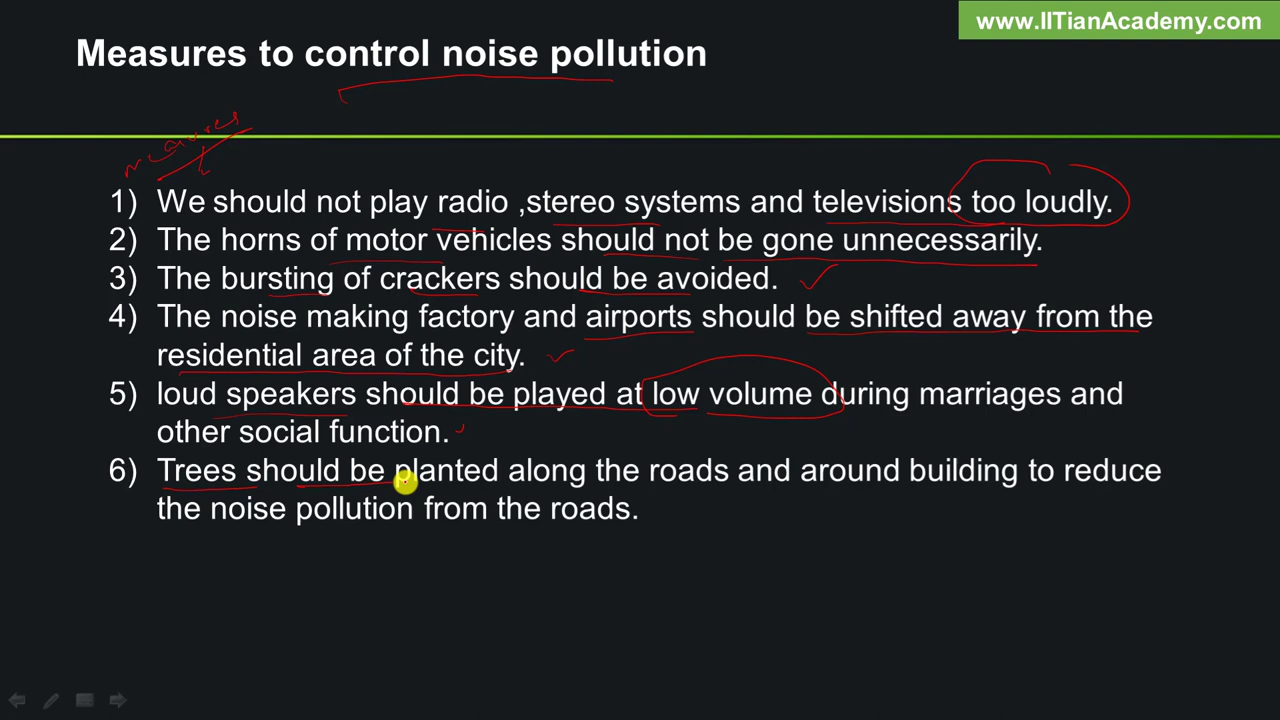 www.IITianAcademy.com
Measures to control noise pollution
measures
1) We should not play radio ,stereo systems and televisions too loudly.
2) The horns of motor vehicles should not be gone unnecessarily.
3) The bursting of crackers should be avoided.
4) The noise making factory and airports should be shifted away from the
residential area of the city.
5) loud speakers should be played at low volume during marriages and
other social function.
6) Trees should be planted along the roads and around building to reduce
the noise pollution from the roads.